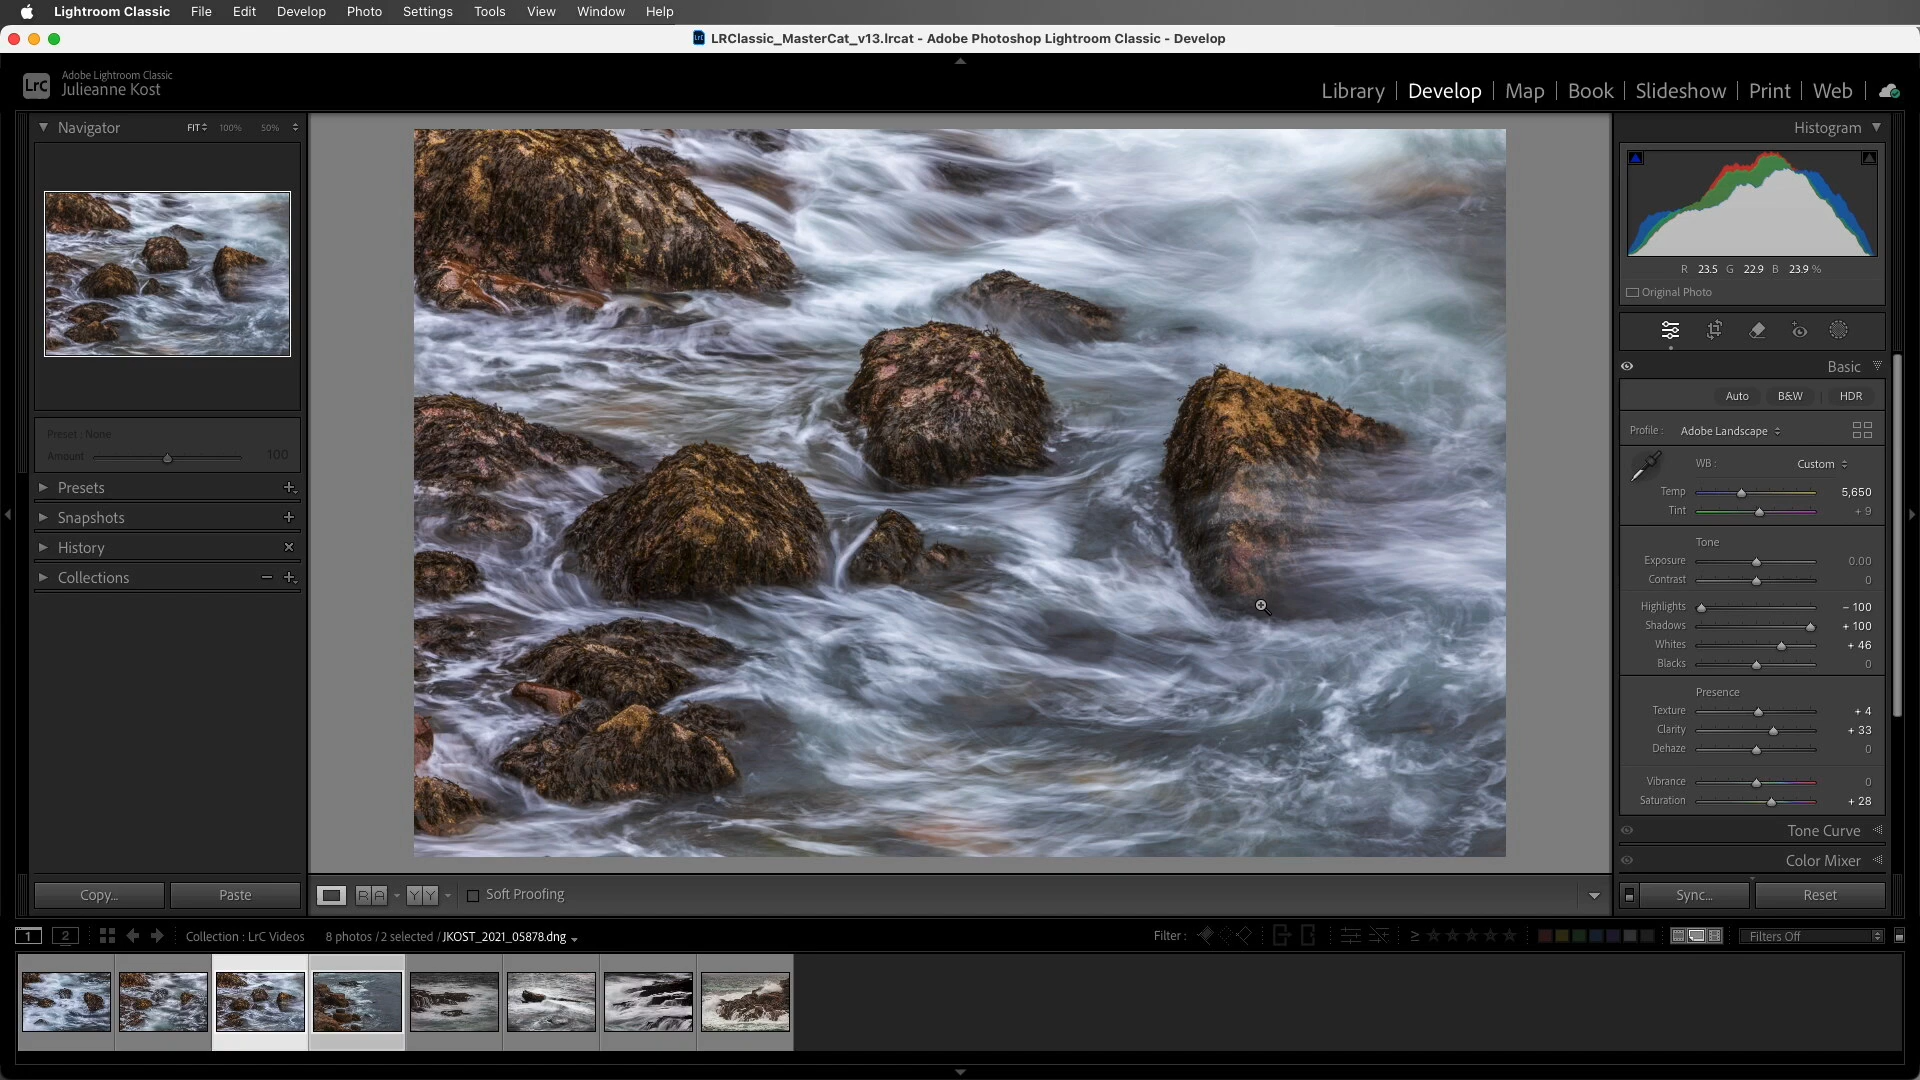 Lightroom Classic File Edit Develop Photo Settings Tools View Window Help
LrC LRClassic_MasterCat_v13.lrcat - Adobe Photoshop Lightroom Classic - Develop
LrC
Adobe Lightroom Classic
Julieanne Kost
Library | Develop | Map | Book | Slideshow | Print | Web
Navigator FIT 100% 50%
Preset : None
Amount 100
Presets
Snapshots
History
Collections
Copy... Paste
R A Y Y Soft Proofing
Histogram
R 23.5 G 22.9 B 23.9 %
Original Photo
Basic
Auto B&W HDR
Profile : Adobe Landscape
WB : Custom
Temp 5,650
Tint + 9
Tone
Exposure 0.00
Contrast 0
Highlights – 100
Shadows + 100
Whites + 46
Blacks 0
Presence
Texture + 4
Clarity + 33
Dehaze 0
Vibrance 0
Saturation + 28
Tone Curve
Color Mixer
Sync... Reset
1 2 Collection : LrC Videos 8 photos / 2 selected / JKOST_2021_05878.dng Filter : ≥ Filters Off